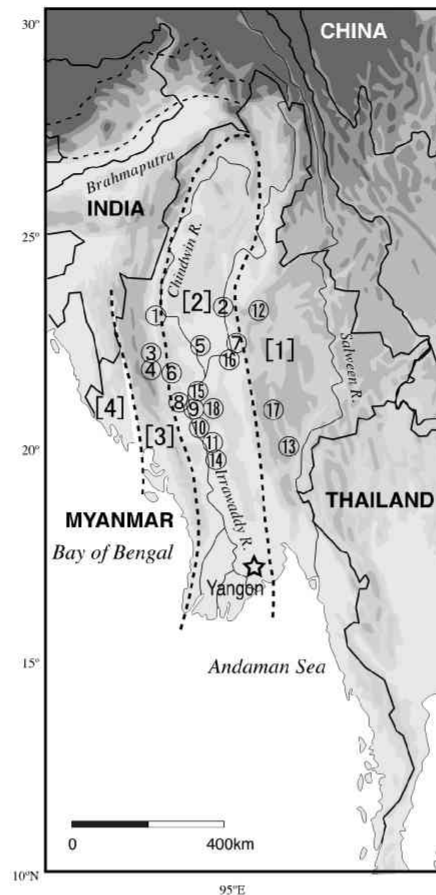 30°
CHINA
Brahmaputra
INDIA
25°
Chindwin R.
[2]
②
⑫
①
⑤
⑦
[1]
Salween R.
③
⑯
④
⑥
⑮
[4]
⑧
⑨
⑱
⑰
[3]
⑩
⑪
⑬
20°
⑭
Irrawaddy R.
THAILAND
MYANMAR
Bay of Bengal
Yangon
15°
Andaman Sea
0
400km
10°N
95°E